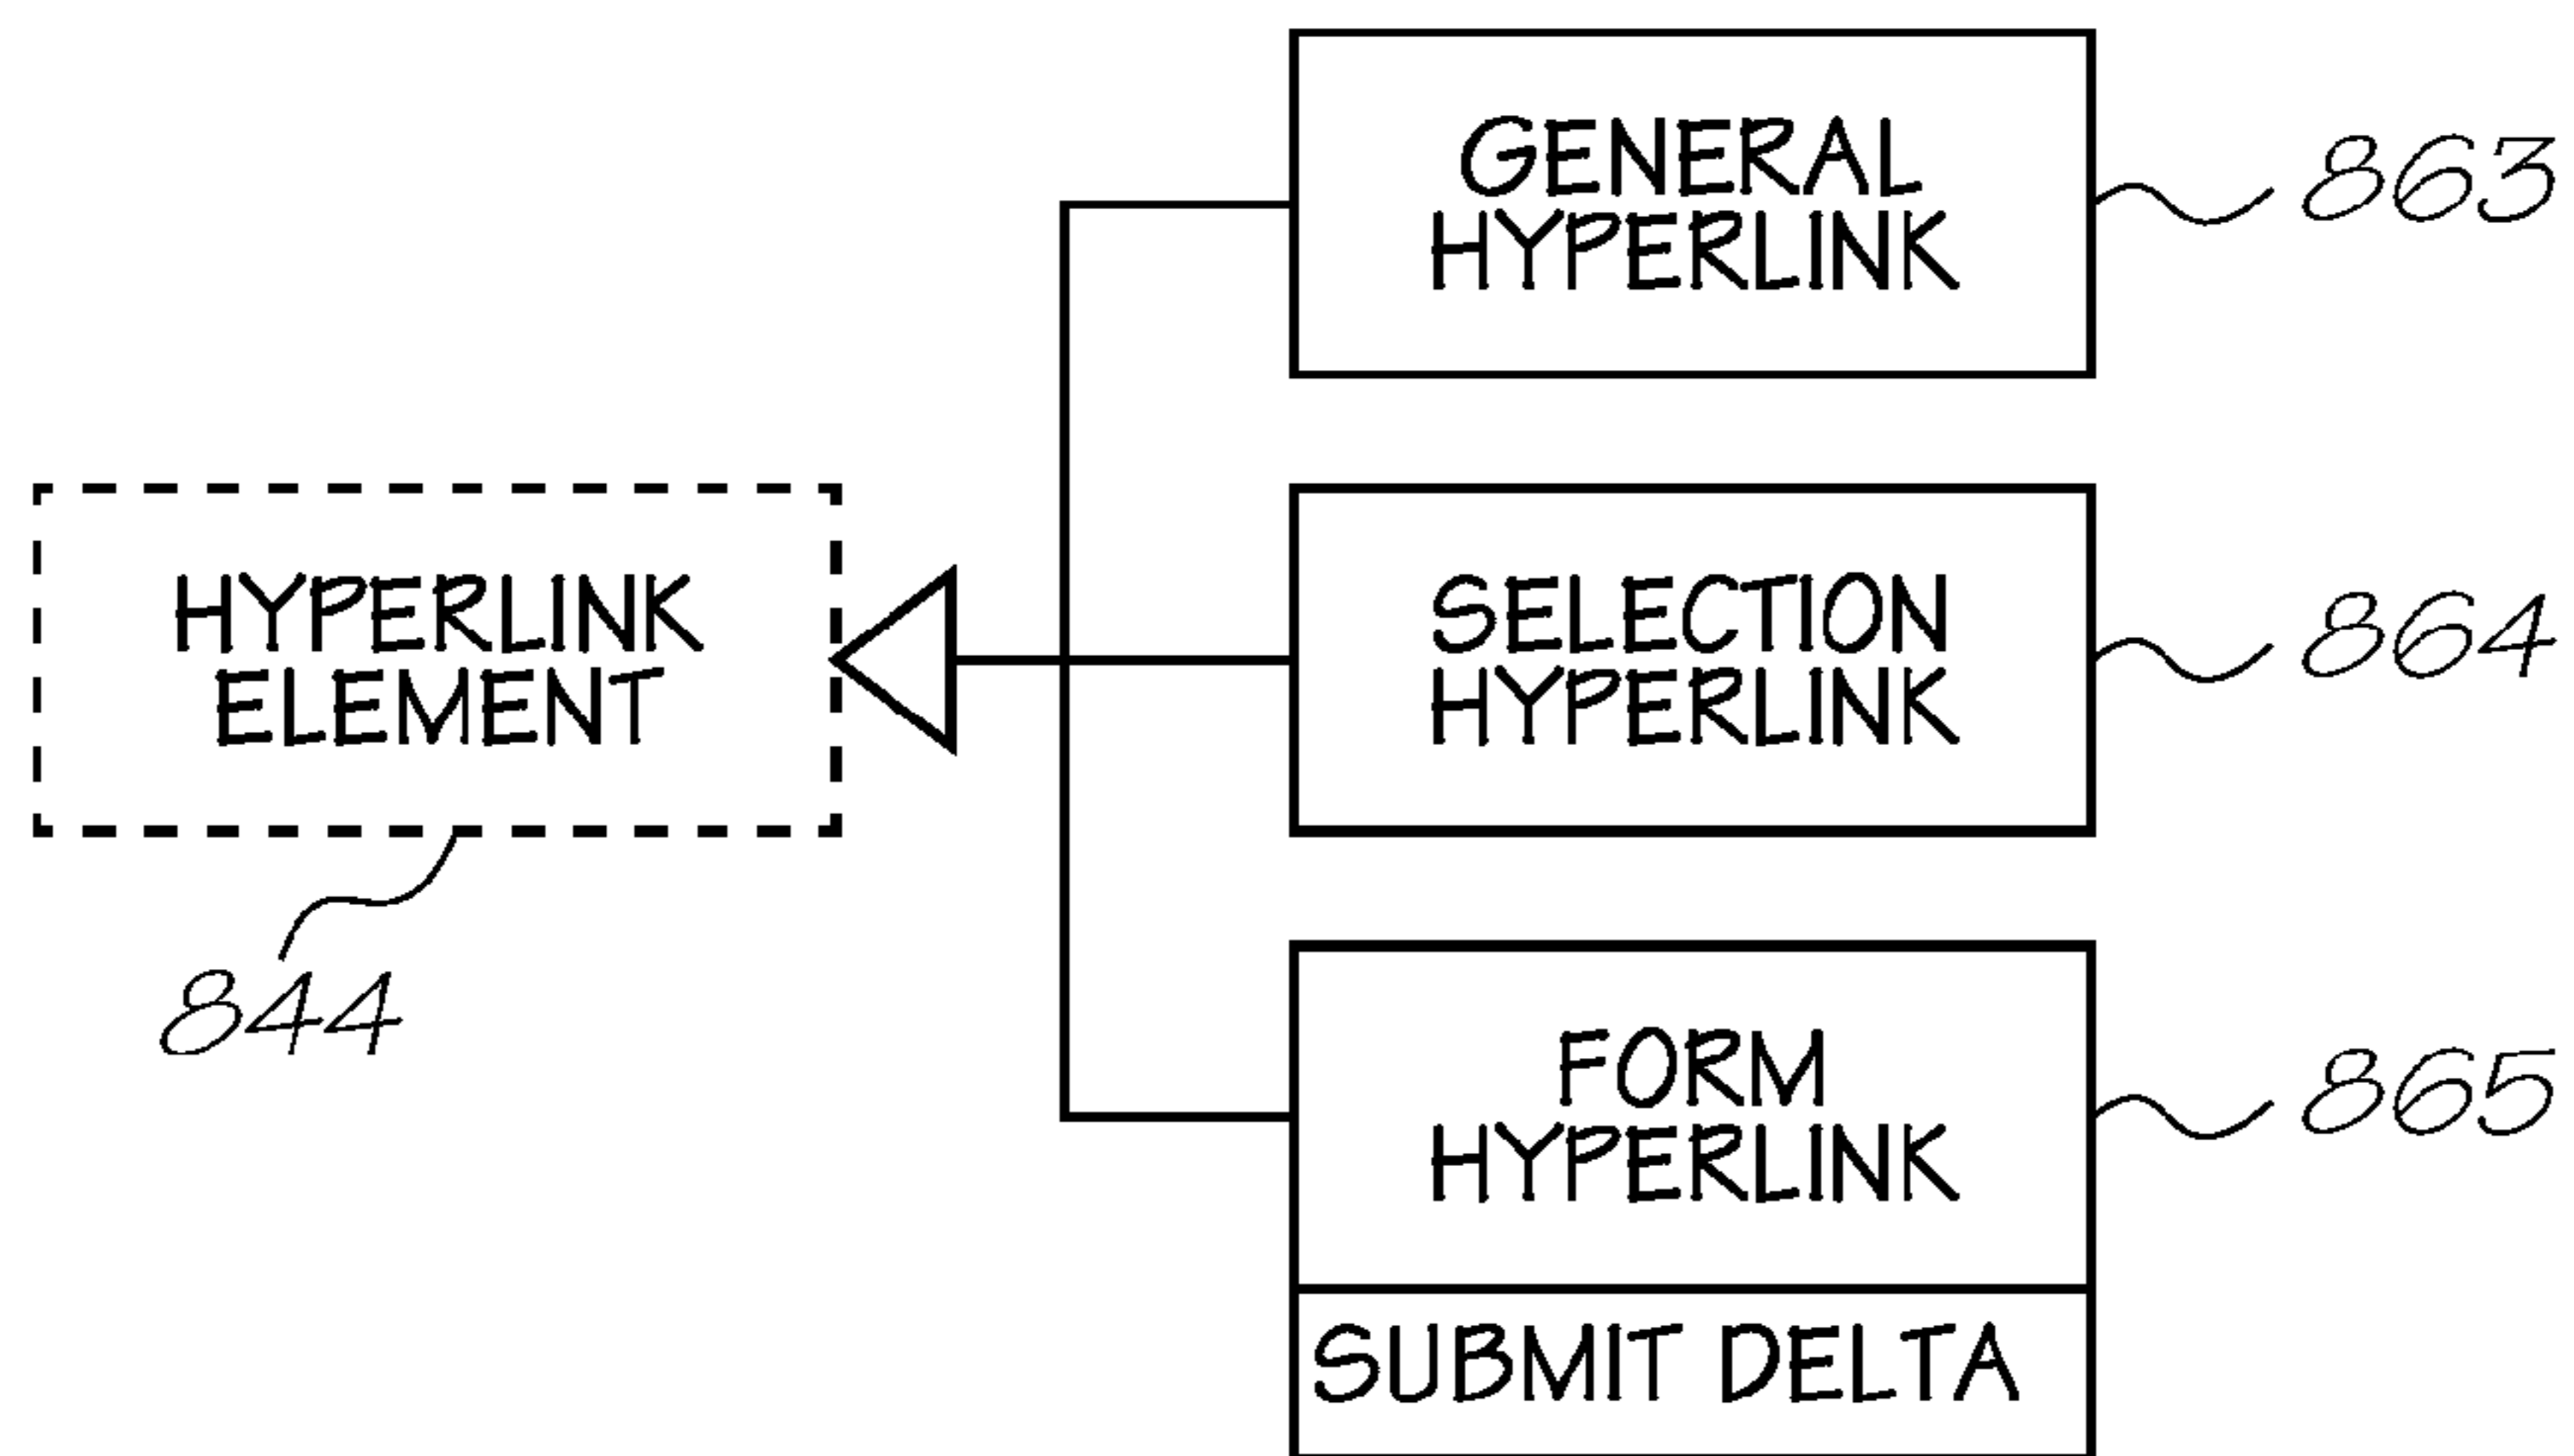 GENERAL
HYPERLINK
863
HYPERLINK
ELEMENT
844
SELECTION
HYPERLINK
864
FORM
HYPERLINK
865
SUBMIT DELTA